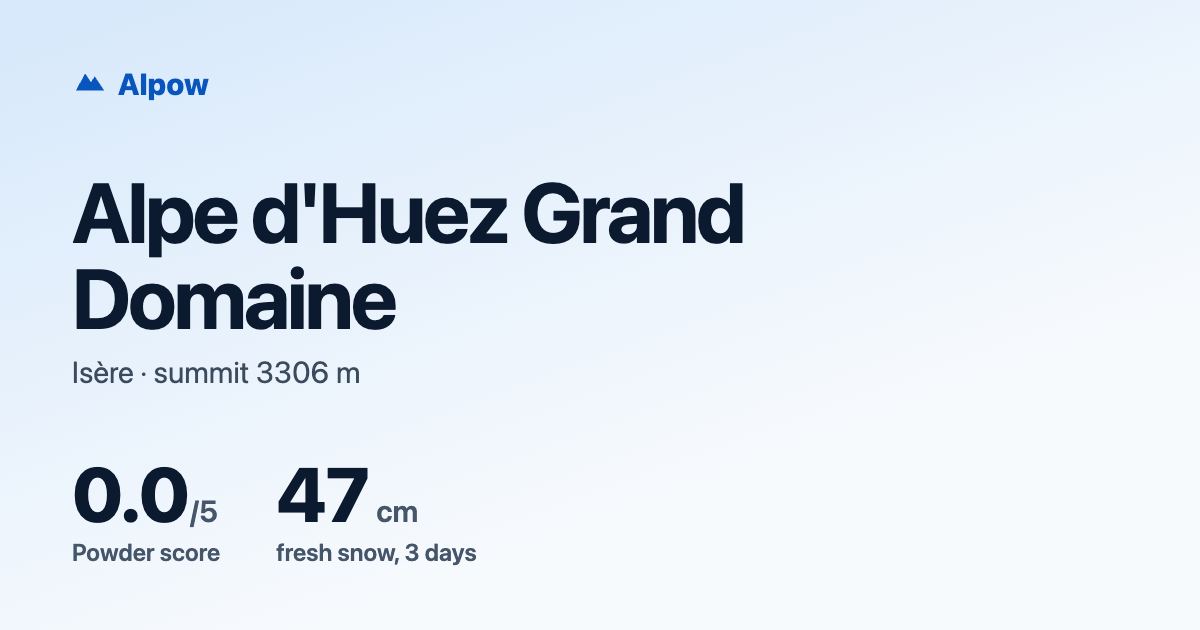 Alpow
Alpe d'Huez Grand
Domaine
Isère · summit 3306 m
0.0/5
Powder score
47 cm
fresh snow, 3 days